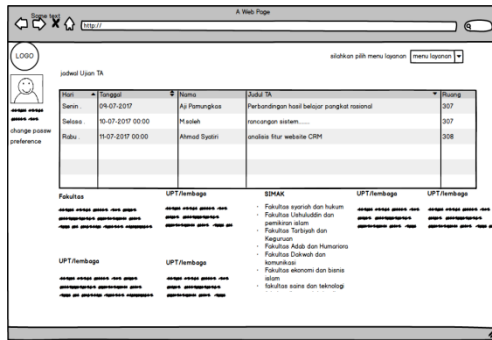 A Web Page
Some text
http://
LOGO
silahkan pilih menu layanan
menu layanan
jadwal Ujian TA
Hari Tanggal Nama Judul TA Ruang
Senin . 09-07-2017 Aji Pamungkas Perbandingan hasil belajar pangkat rasional 307
Selasa . 10-07-2017 00:00 M.soleh rancangan sistem....... 307
Rabu . 11-07-2017 00:00 Ahmad Syatiri analisis fitur website CRM 308
change passw
preference
Fakultas
UPT/lembaga
SIMAK
UPT/lembaga
UPT/lembaga
Fakultas syariah dan hukum
Fakultas Ushuluddin dan
pemikiran islam
Fakultas Tarbiyah dan
Keguruan
Fakultas Adab dan Humaniora
Fakultas Dakwah dan
komunikasi
Fakultas ekonomi dan bisnis
islam
fakultas sains dan teknologi
UPT/lembaga
UPT/lembaga